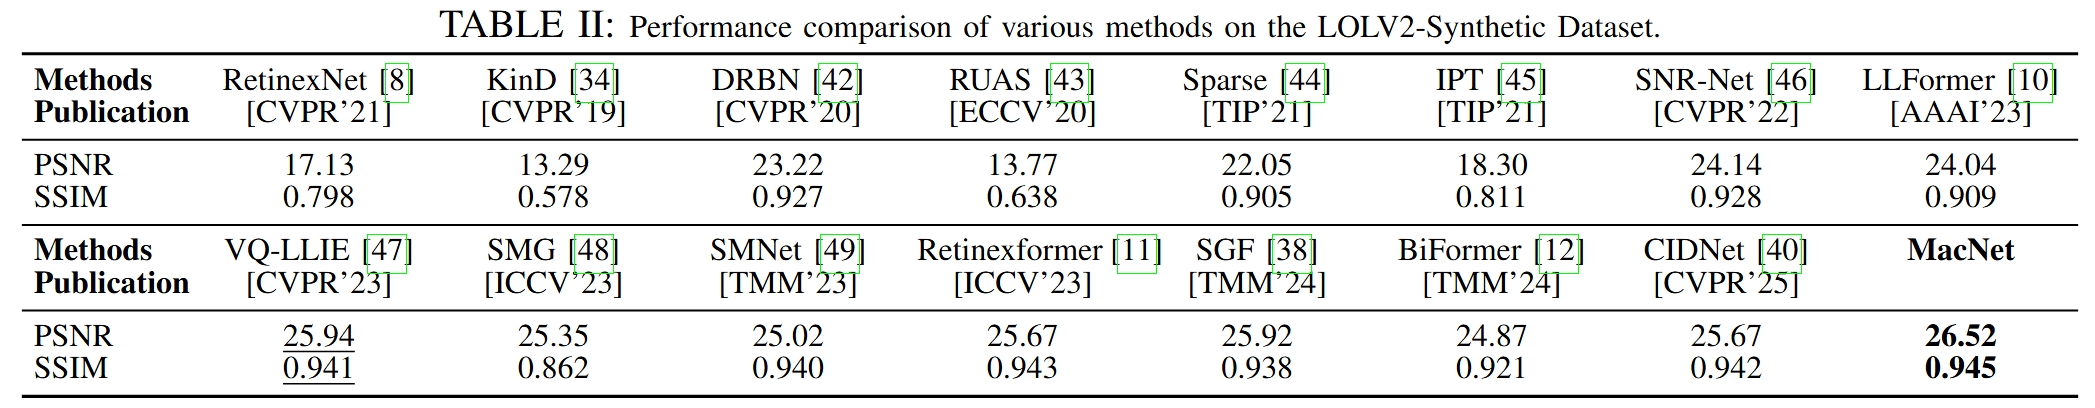 TABLE II: Performance comparison of various methods on the LOLV2-Synthetic Dataset.
Methods RetinexNet [8] KinD [34] DRBN [42] RUAS [43] Sparse [44] IPT [45] SNR-Net [46] LLFormer [10]
Publication [CVPR'21] [CVPR'19] [CVPR'20] [ECCV'20] [TIP'21] [TIP'21] [CVPR'22] [AAAI'23]
PSNR 17.13 13.29 23.22 13.77 22.05 18.30 24.14 24.04
SSIM 0.798 0.578 0.927 0.638 0.905 0.811 0.928 0.909
Methods VQ-LLIE [47] SMG [48] SMNet [49] Retinexformer [11] SGF [38] BiFormer [12] CIDNet [40] MacNet
Publication [CVPR'23] [ICCV'23] [TMM'23] [ICCV'23] [TMM'24] [TMM'24] [CVPR'25]
PSNR 25.94 25.35 25.02 25.67 25.92 24.87 25.67 26.52
SSIM 0.941 0.862 0.940 0.943 0.938 0.921 0.942 0.945